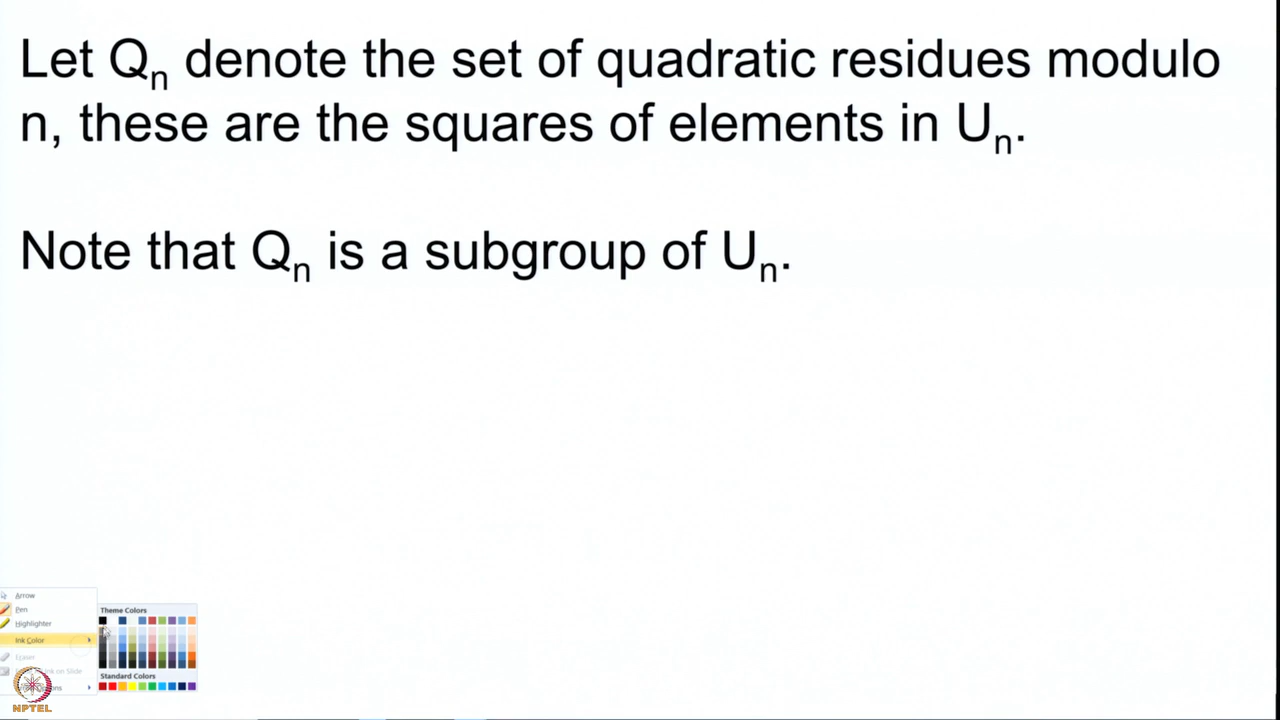 Let Qn denote the set of quadratic residues modulo
n, these are the squares of elements in Un.
Note that Qn is a subgroup of Un.
Arrow
Pen
Highlighter
Ink Color
Eraser
Theme Colors
Standard Colors
NPTEL